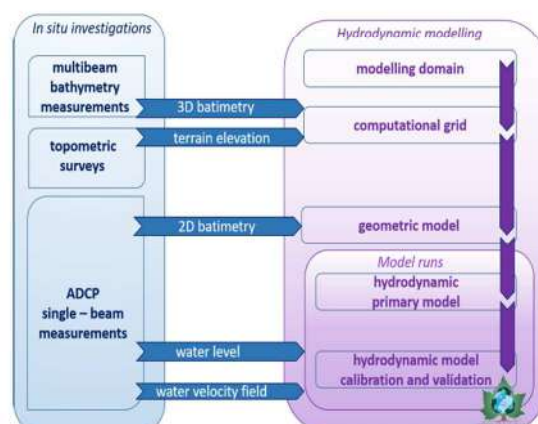 In situ investigations
multibeam
bathymetry
measurements
topometric
surveys
ADCP
single – beam
measurements
3D batimetry
terrain elevation
2D batimetry
water level
water velocity field
Hydrodynamic modelling
modelling domain
computational grid
geometric model
Model runs
hydrodynamic
primary model
hydrodynamic model
calibration and validation